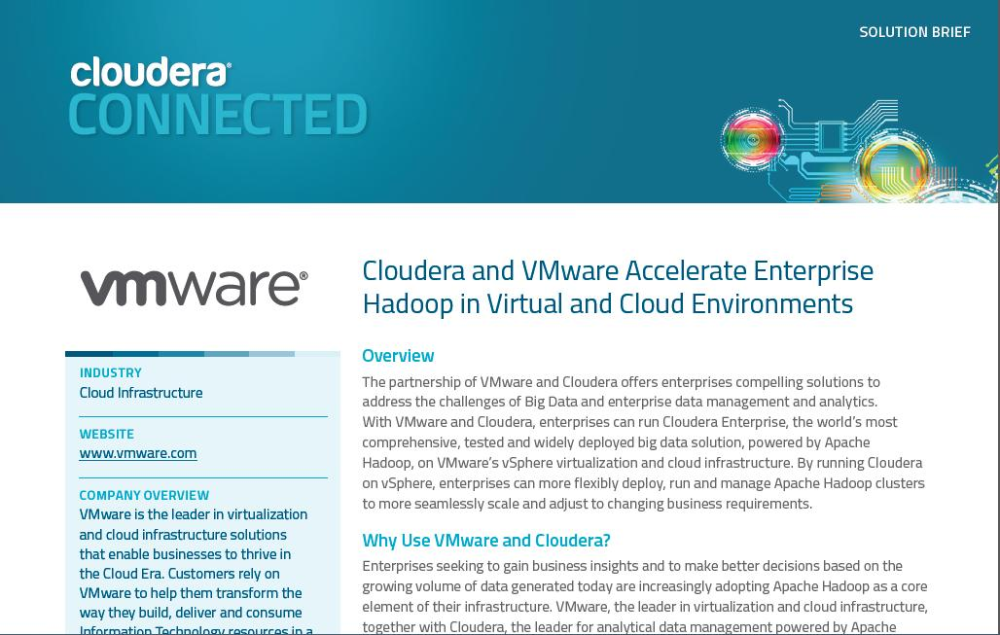 SOLUTION BRIEF
cloudera®
CONNECTED
vmware®
INDUSTRY
Cloud Infrastructure
WEBSITE
www.vmware.com
COMPANY OVERVIEW
VMware is the leader in virtualization
and cloud infrastructure solutions
that enable businesses to thrive in
the Cloud Era. Customers rely on
VMware to help them transform the
way they build, deliver and consume
Information Technology resources in a
Cloudera and VMware Accelerate Enterprise
Hadoop in Virtual and Cloud Environments
Overview
The partnership of VMware and Cloudera offers enterprises compelling solutions to
address the challenges of Big Data and enterprise data management and analytics.
With VMware and Cloudera, enterprises can run Cloudera Enterprise, the world's most
comprehensive, tested and widely deployed big data solution, powered by Apache
Hadoop, on VMware's vSphere virtualization and cloud infrastructure. By running Cloudera
on vSphere, enterprises can more flexibly deploy, run and manage Apache Hadoop clusters
to more seamlessly scale and adjust to changing business requirements.
Why Use VMware and Cloudera?
Enterprises seeking to gain business insights and to make better decisions based on the
growing volume of data generated today are increasingly adopting Apache Hadoop as a core
element of their infrastructure. VMware, the leader in virtualization and cloud infrastructure,
together with Cloudera, the leader for analytical data management powered by Apache